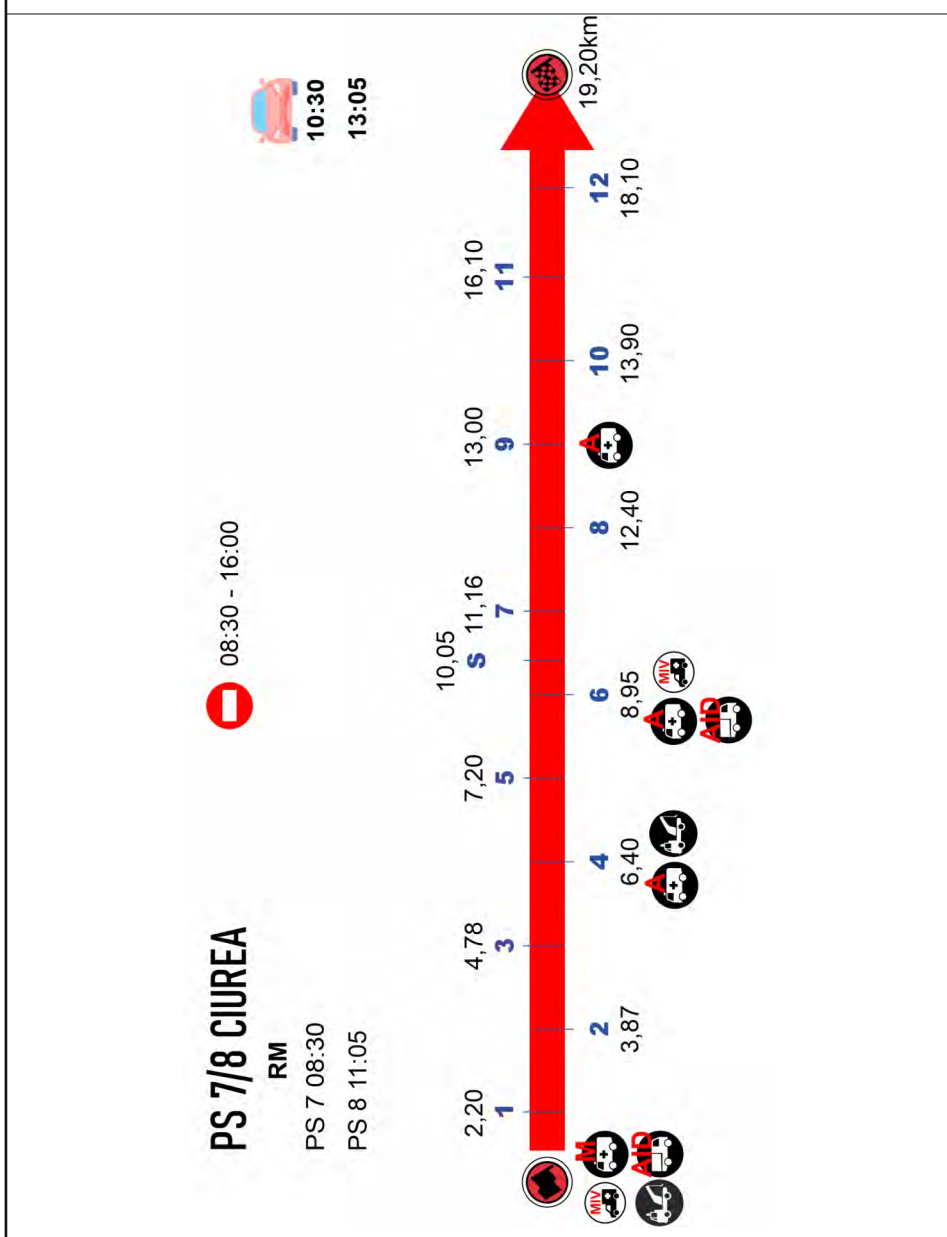 PS 7/8 CIUREA
RM
PS 7 08:30
PS 8 11:05
08:30 - 16:00
10:30
13:05
2,20
1
2
3,87
4,78
3
4
6,40
7,20
5
6
8,95
10,05
S
11,16
7
8
12,40
13,00
9
10
13,90
16,10
11
12
18,10
19,20km
MIV
M
AID
A
A
MIV
AID
A